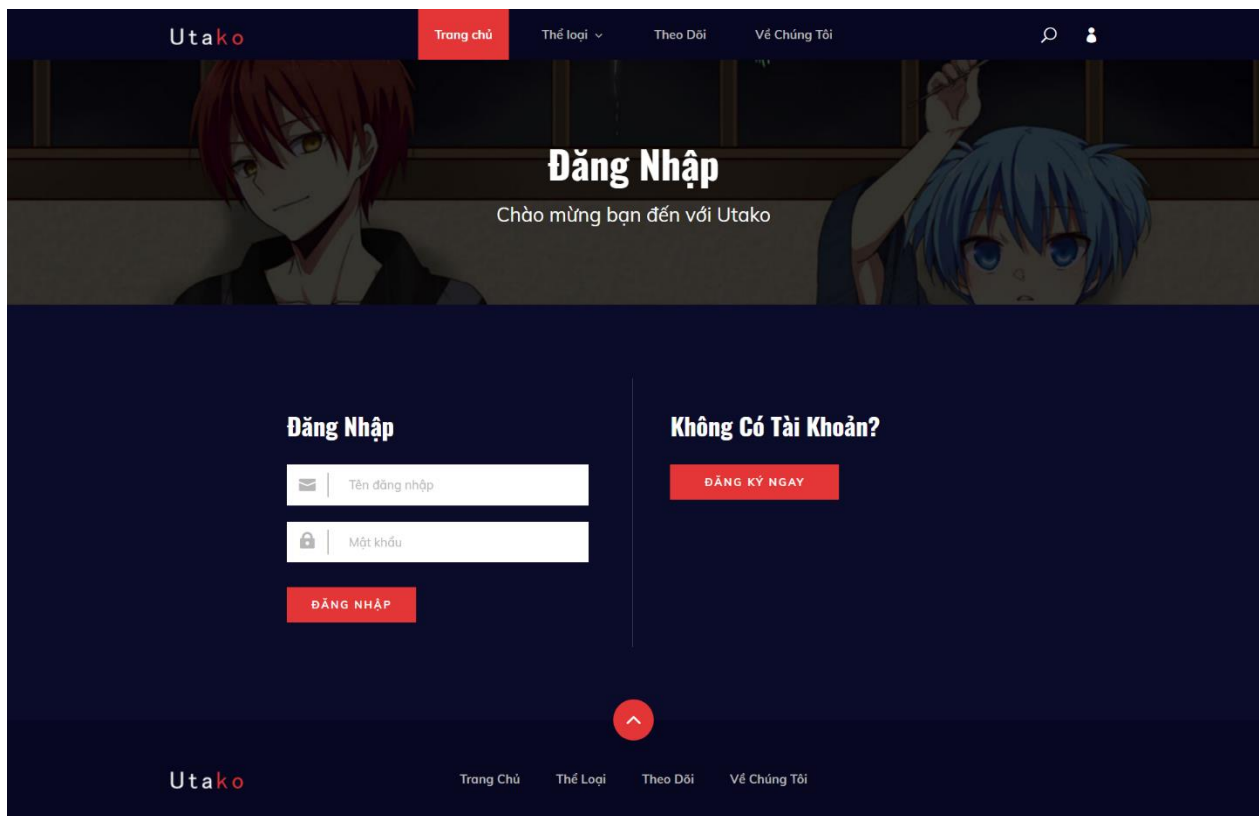 Utako Trang chủ Thể loại Theo Dõi Về Chúng Tôi
Đăng Nhập
Chào mừng bạn đến với Utako
Đăng Nhập
Tên đăng nhập
Mật khẩu
ĐĂNG NHẬP
Không Có Tài Khoản?
ĐĂNG KÝ NGAY
Utako Trang Chủ Thể Loại Theo Dõi Về Chúng Tôi